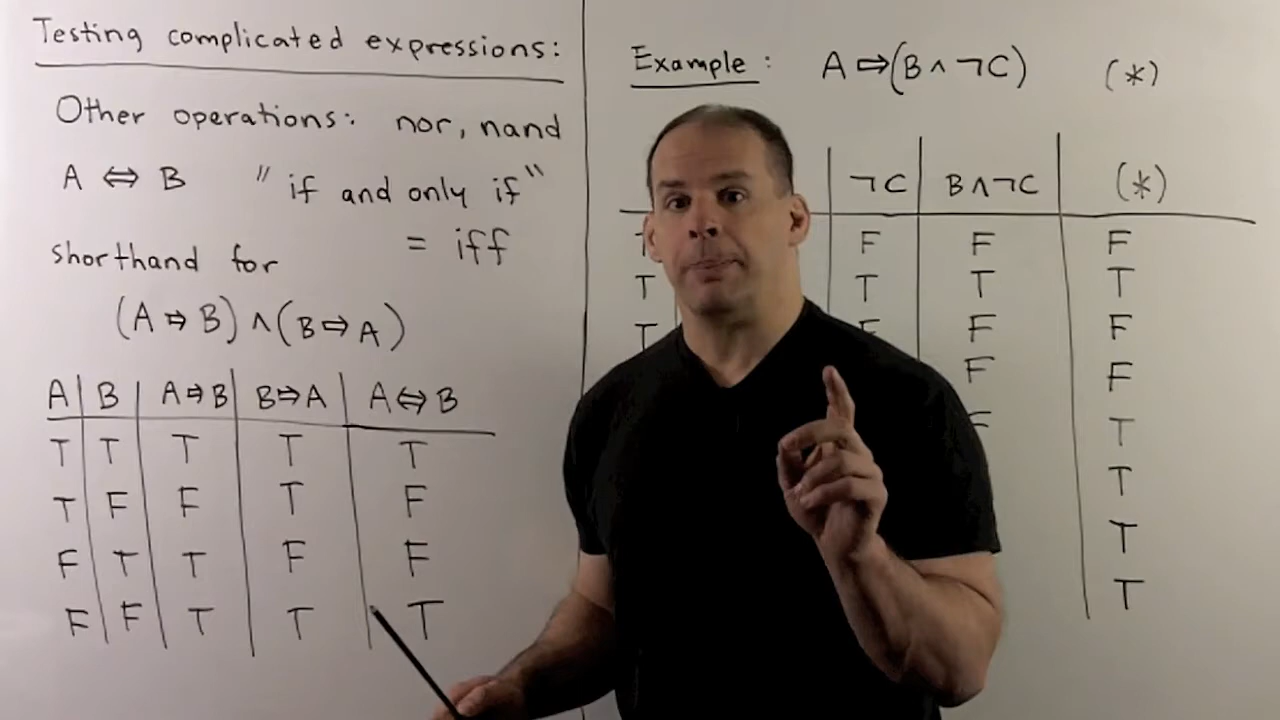 Testing complicated expressions:
Other operations: nor, nand
A ⇔ B "if and only if"
= iff
shorthand for
(A ⇒ B) ∧ (B ⇒ A)
A B A⇒B B⇒A A⇔B
T T T T T
T F F T F
F T T F F
F F T T T
Example: A ⇒ (B ∧ ¬C) (*)
¬C B∧¬C (*)
F F F
T T T T
T F F
F F
T
T
T
T